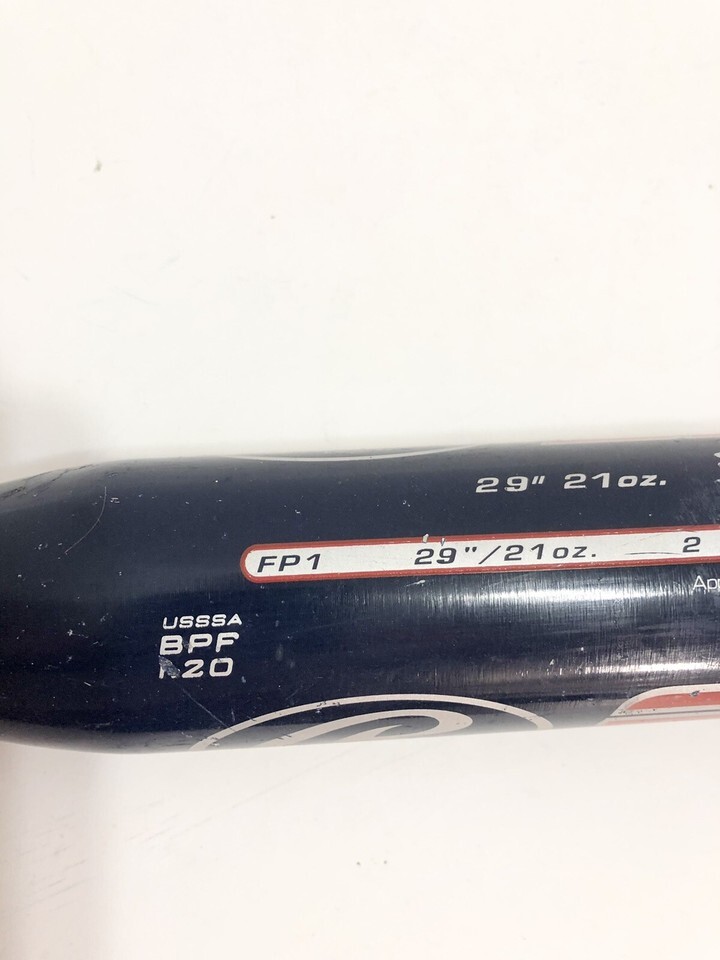 29" 21oz.
FP1 29"/21oz. 2
USSSA
BPF